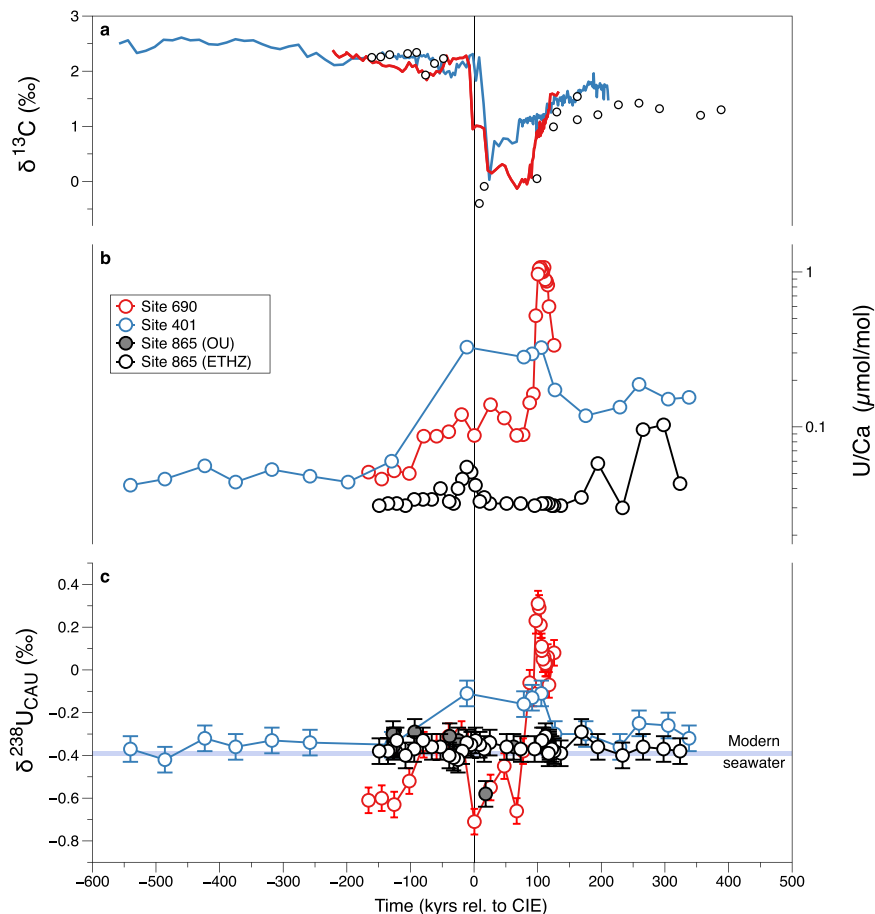 a
3
2
1
0
δ13C (‰)
b
Site 690
Site 401
Site 865 (OU)
Site 865 (ETHZ)
1
0.1
U/Ca (µmol/mol)
c
0.4
0.2
0
−0.2
−0.4
−0.6
−0.8
δ238UCAU (‰)
Modern
seawater
−600 −500 −400 −300 −200 −100 0 100 200 300 400 500
Time (kyrs rel. to CIE)